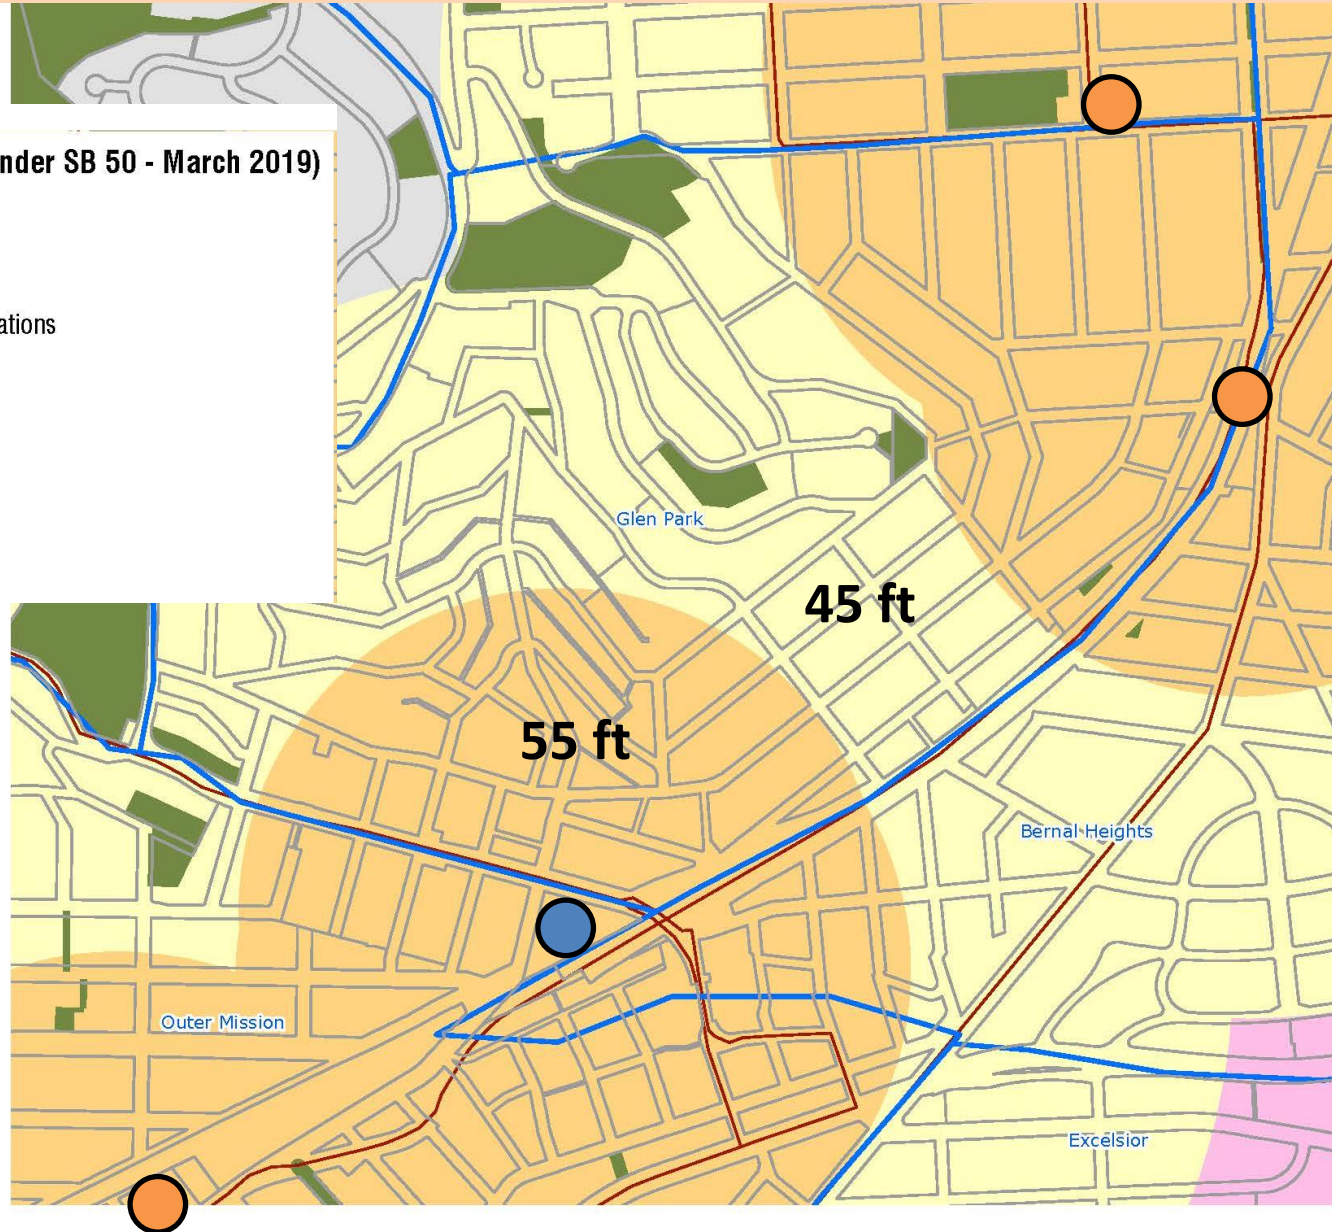 nder SB 50 - March 2019)
ations
Glen Park
45 ft
55 ft
Bernal Heights
Outer Mission
Excelsior